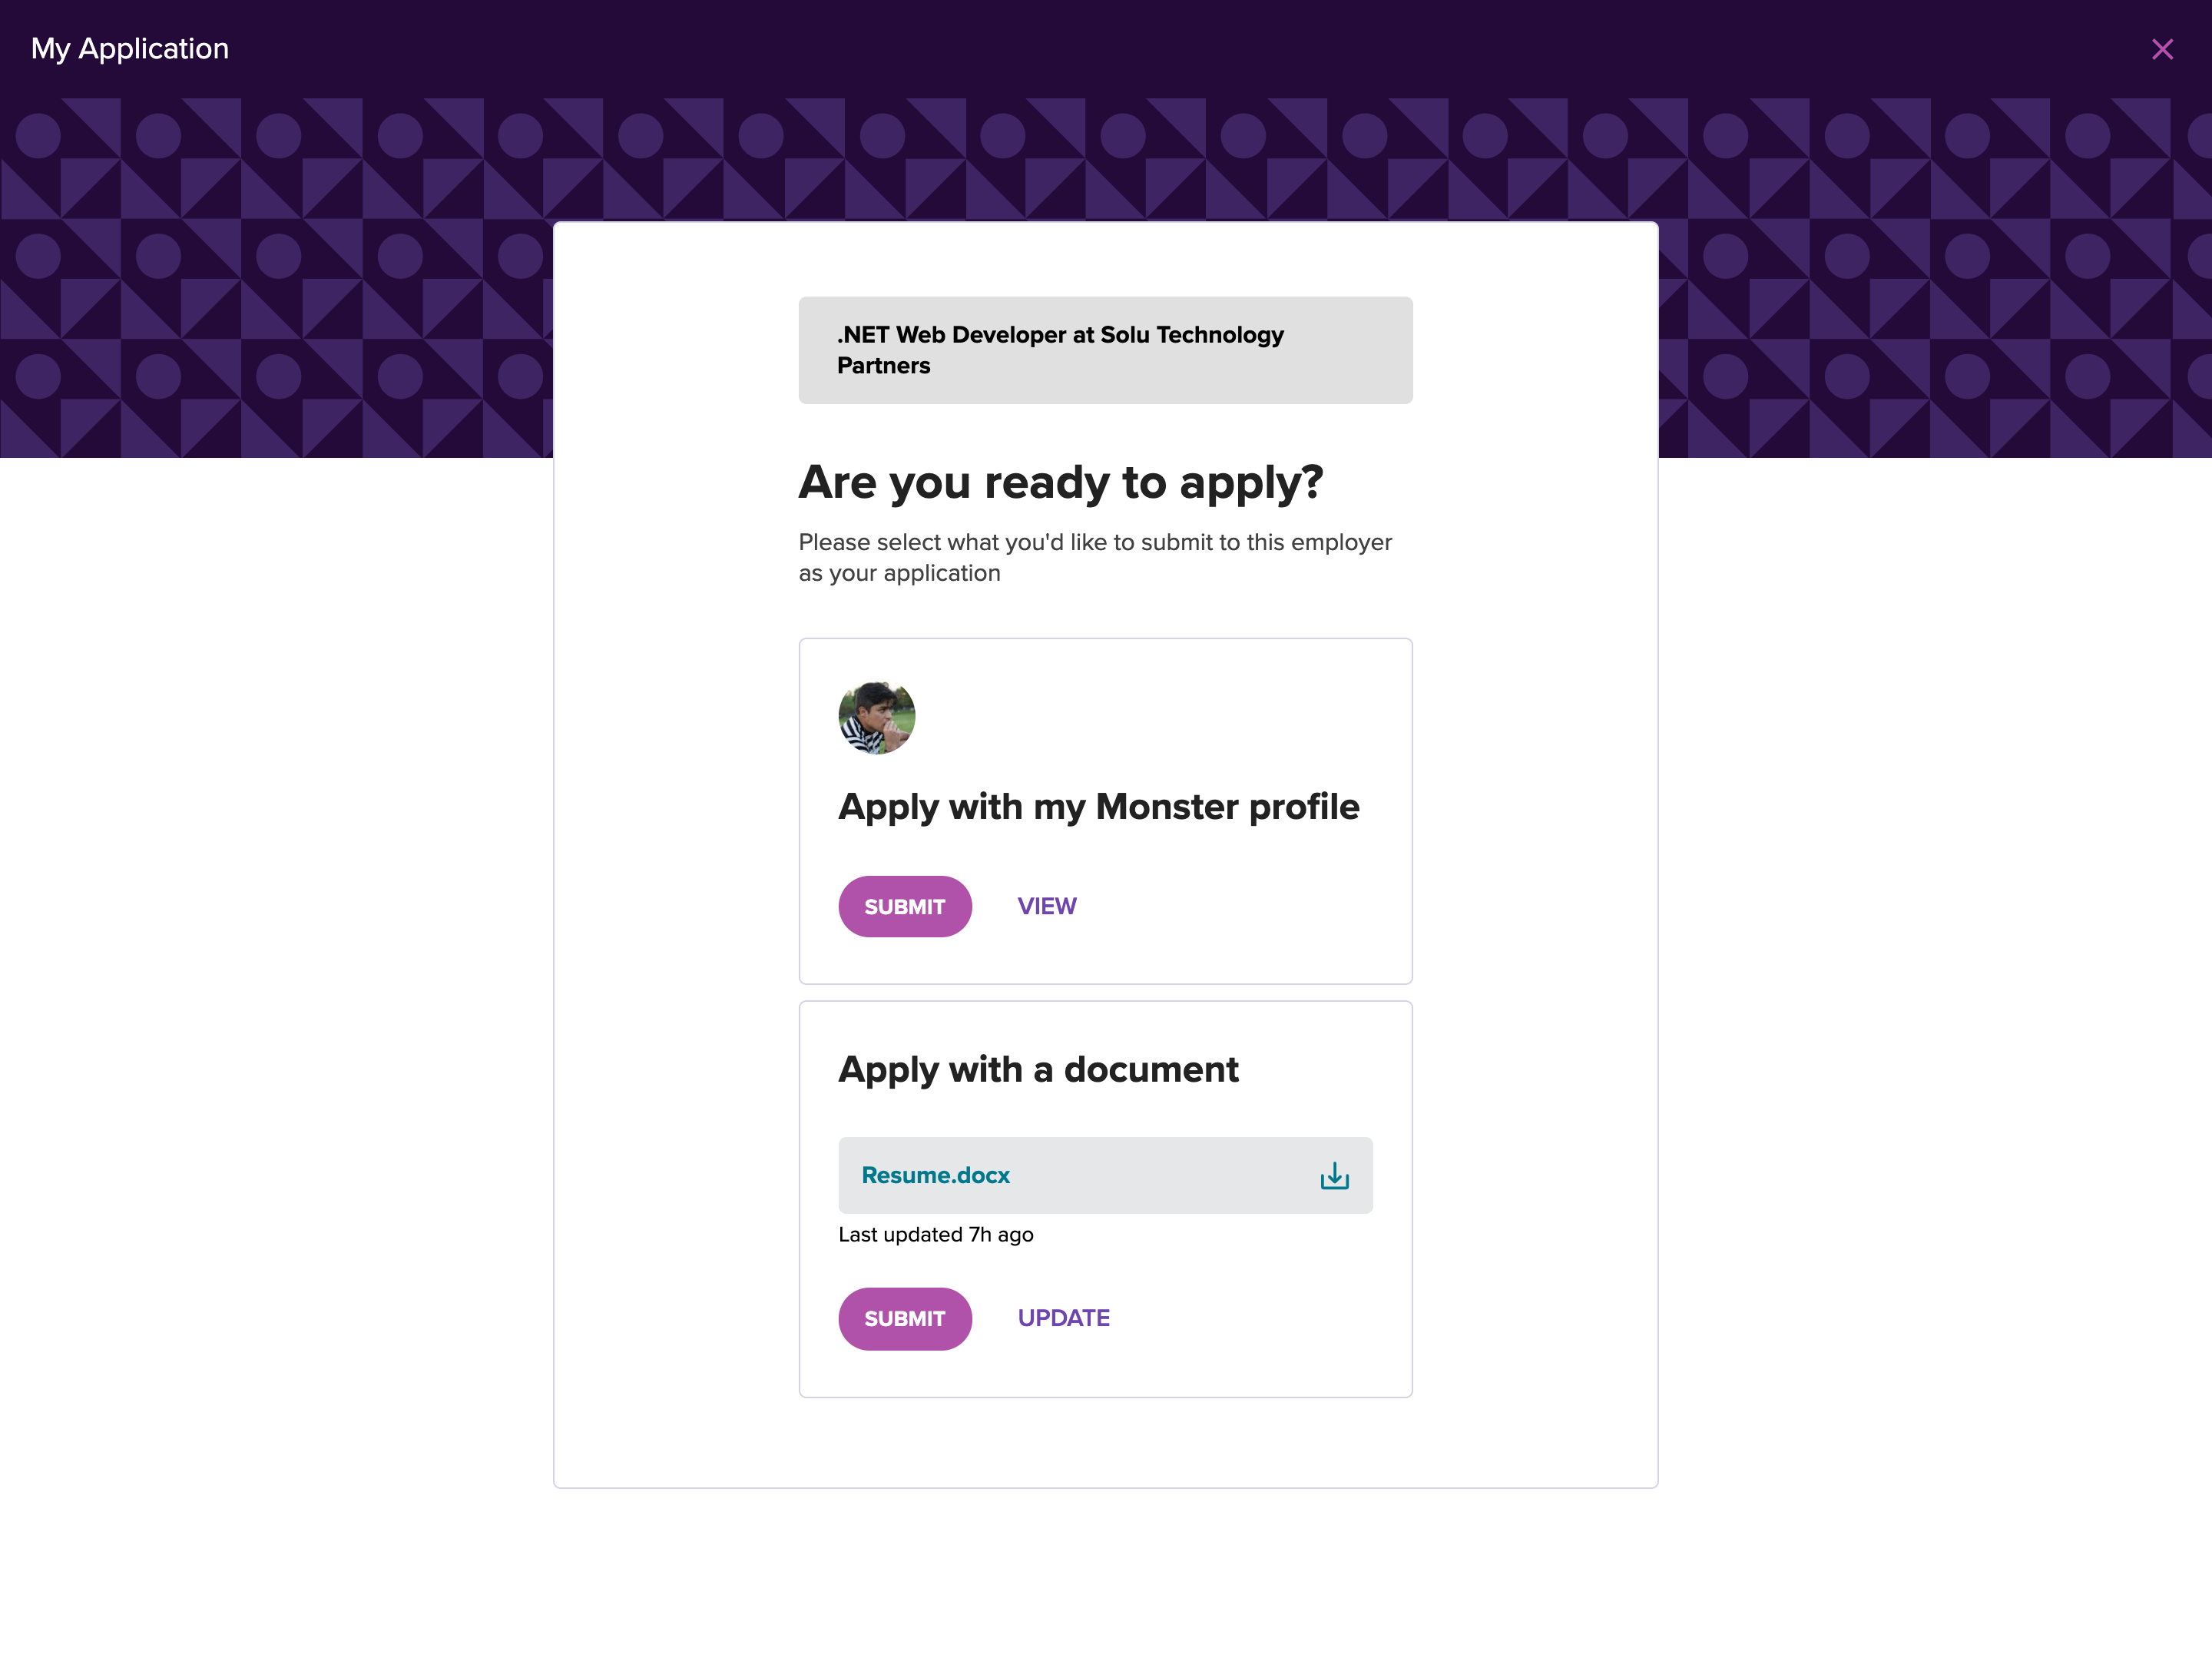 My Application
.NET Web Developer at Solu Technology
Partners
Are you ready to apply?
Please select what you'd like to submit to this employer
as your application
Apply with my Monster profile
SUBMIT
VIEW
Apply with a document
Resume.docx
Last updated 7h ago
SUBMIT
UPDATE